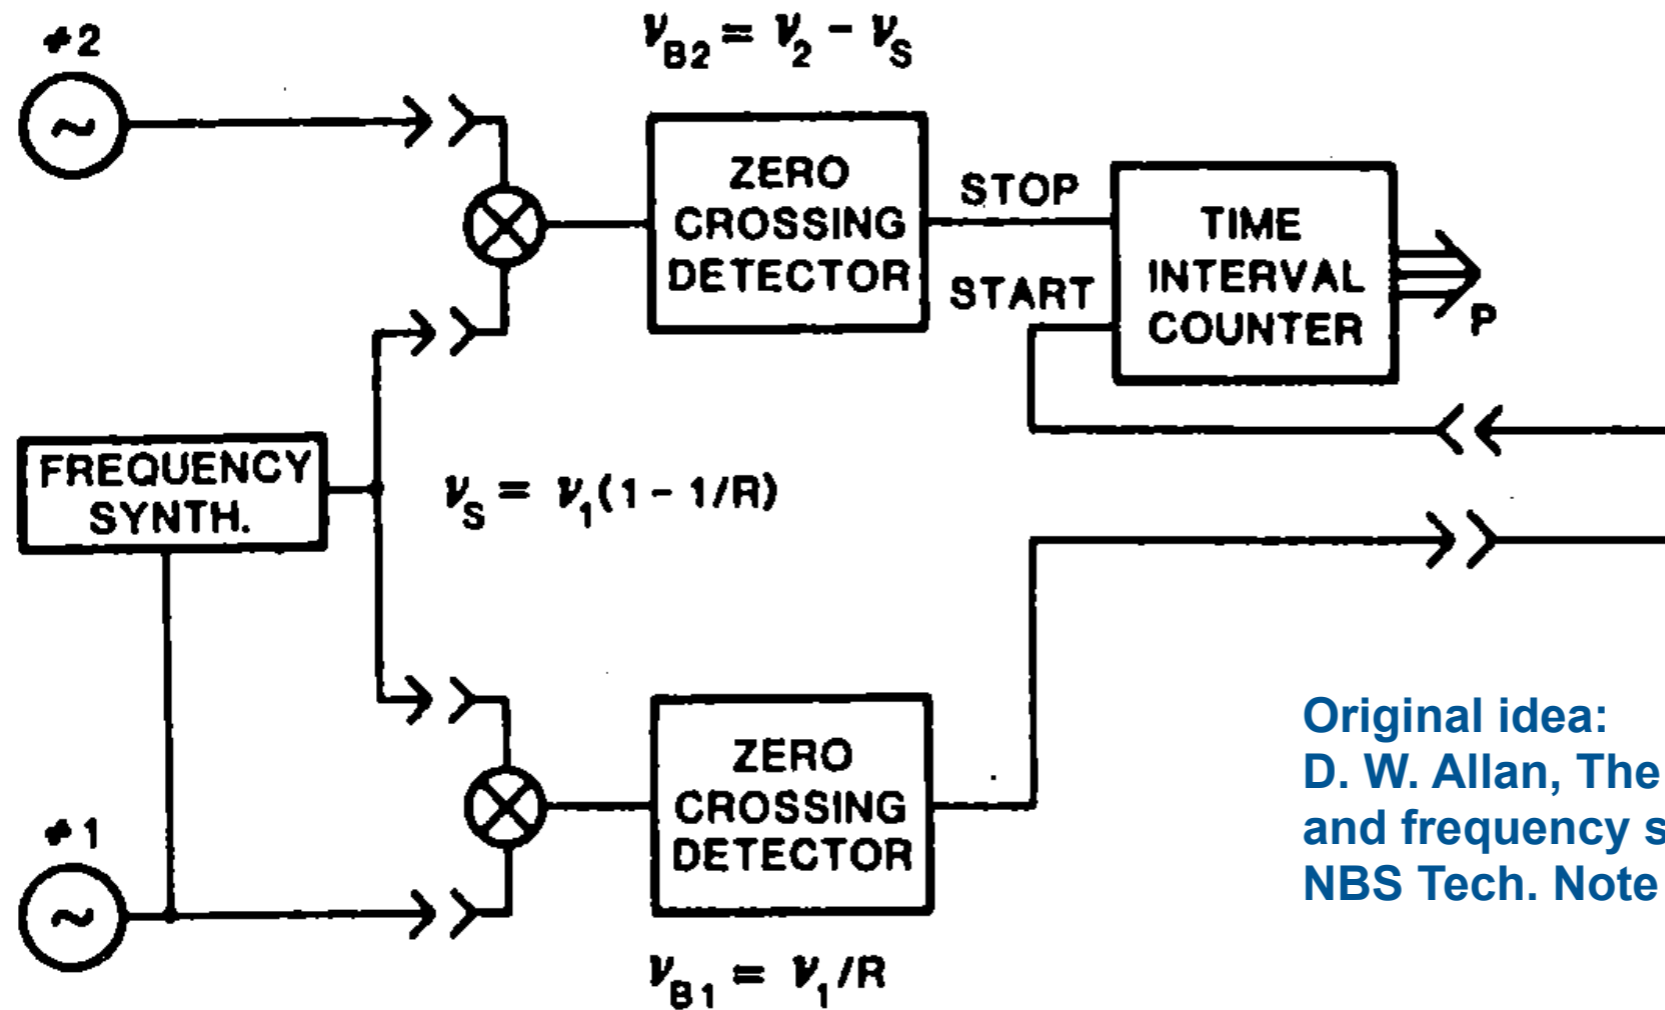 #2
ν_B2 = ν_2 - ν_S
ZERO
CROSSING
DETECTOR
STOP
START
TIME
INTERVAL
COUNTER
P
FREQUENCY
SYNTH.
ν_S = ν_1(1 - 1/R)
#1
ZERO
CROSSING
DETECTOR
ν_B1 = ν_1/R
Original idea:
D. W. Allan, The
and frequency s
NBS Tech. Note